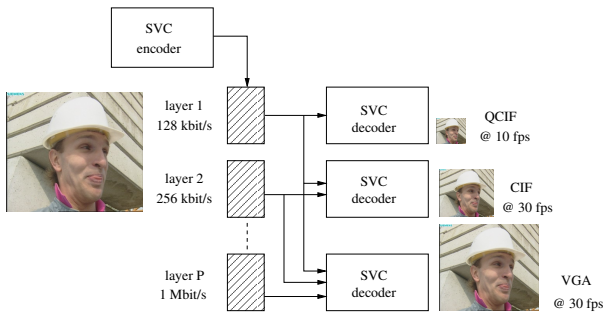 SVC
encoder
layer 1
128 kbit/s
SVC
decoder
QCIF
@ 10 fps
layer 2
256 kbit/s
SVC
decoder
CIF
@ 30 fps
layer P
1 Mbit/s
SVC
decoder
VGA
@ 30 fps